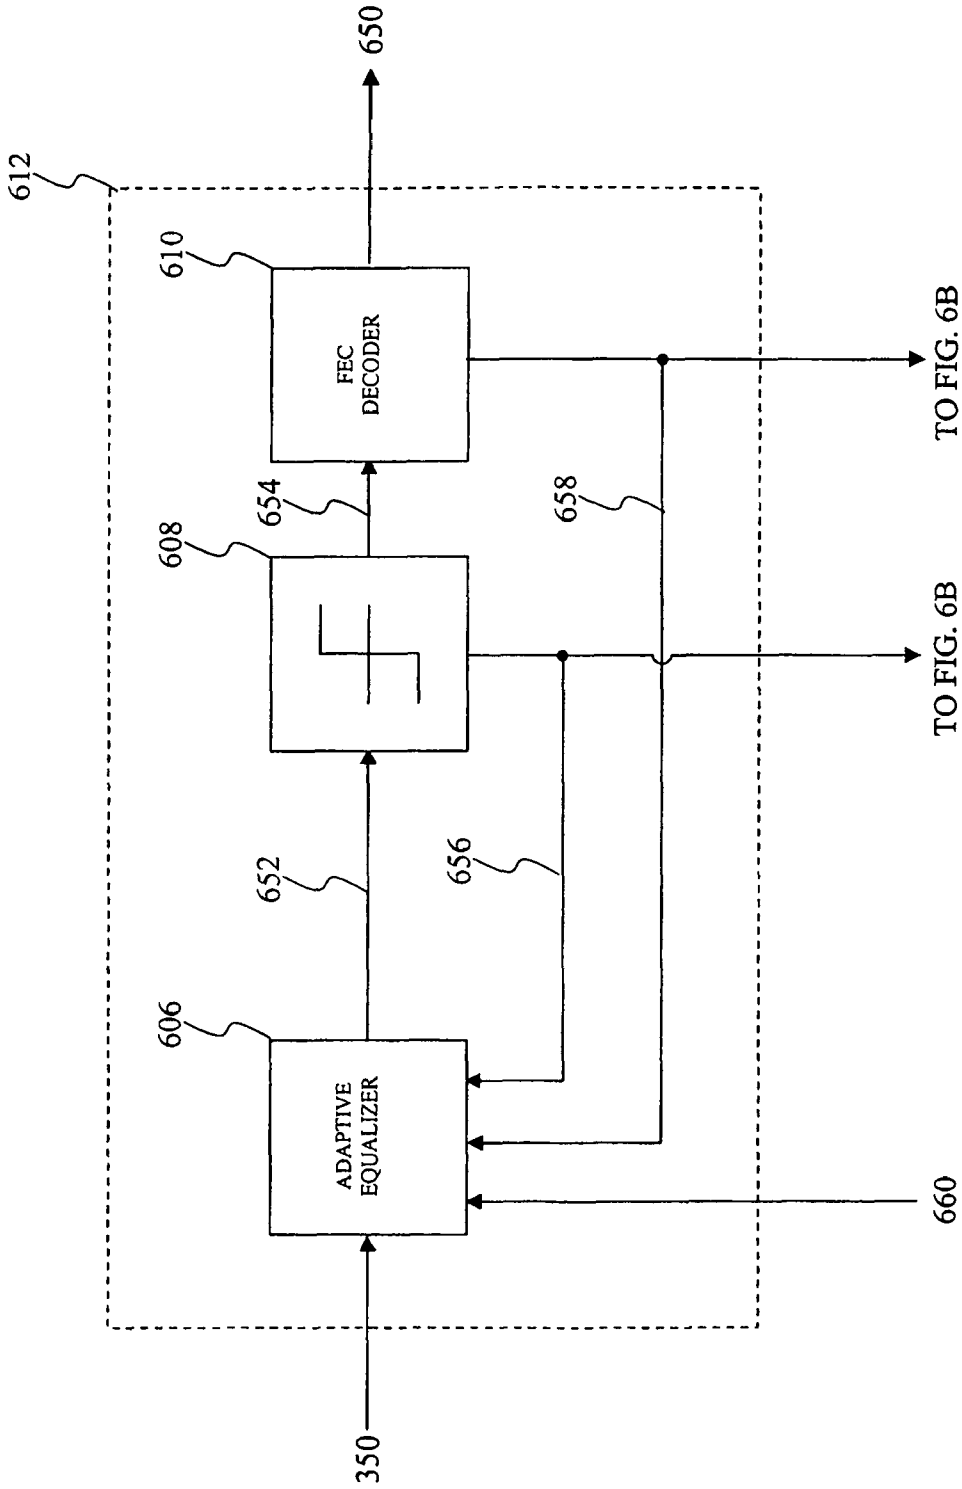 612
650
610
FEC
DECODER
654
608
658
TO FIG. 6B
652
656
TO FIG. 6B
606
ADAPTIVE
EQUALIZER
350
660